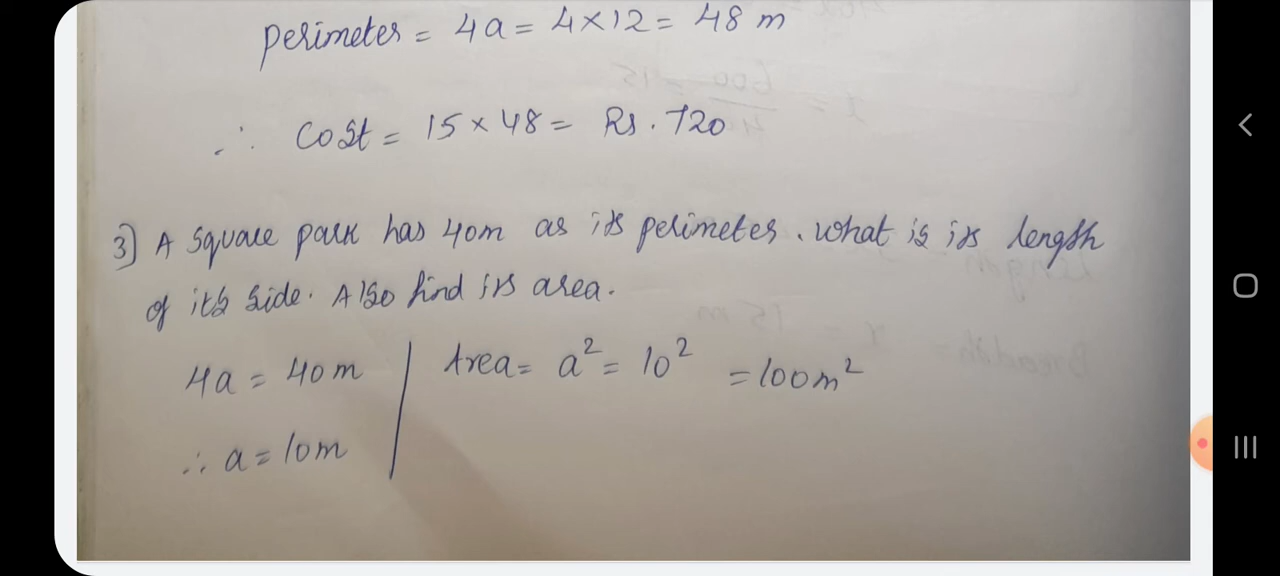 perimeter = 4a = 4×12 = 48 m
∴ Cost = 15 × 48 = Rs. 720
3) A Square park has 40m as its perimeter. What is its length
of its side. Also find its area.
4a = 40m | Area = a² = 10² = 100m²
∴ a = 10m